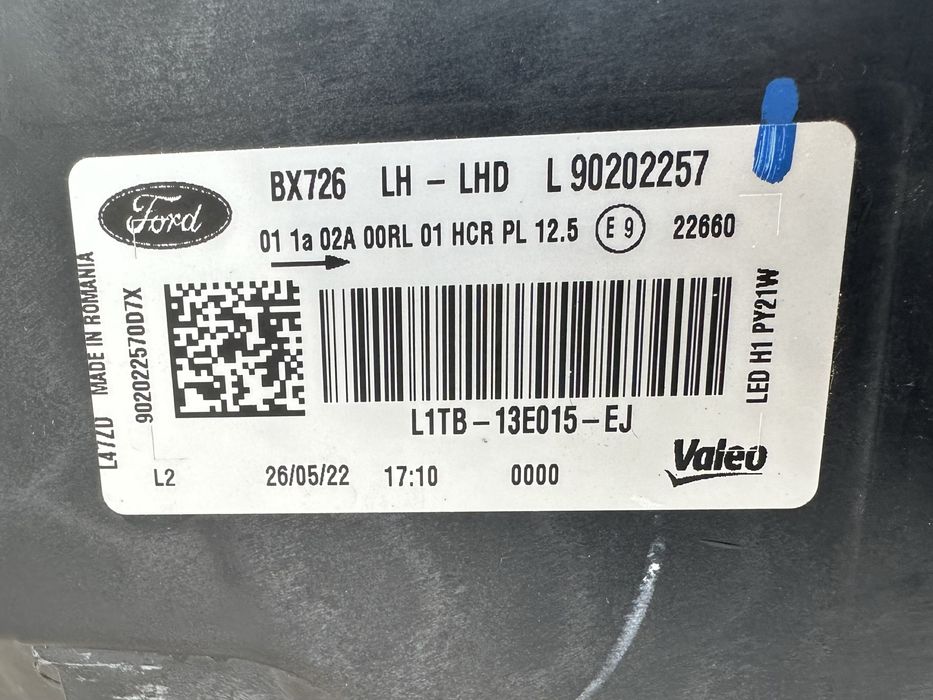 BX726 LH - LHD L 90202257
Ford
01 1a 02A 00RL 01 HCR PL 12.5 E9 22660
L47ZD MADE IN ROMANIA
902022570D7X
LED H1 PY21W
L1TB-13E015-EJ
Valeo
L2 26/05/22 17:10 0000